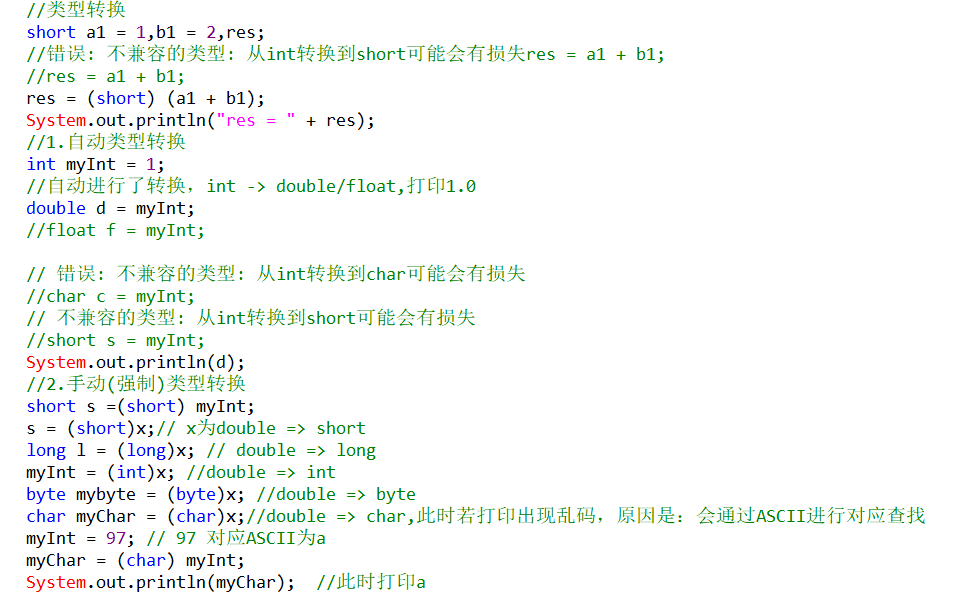 //类型转换
short a1 = 1,b1 = 2,res;
//错误: 不兼容的类型: 从int转换到short可能会有损失res = a1 + b1;
//res = a1 + b1;
res = (short) (a1 + b1);
System.out.println("res = " + res);
//1.自动类型转换
int myInt = 1;
//自动进行了转换，int -> double/float,打印1.0
double d = myInt;
//float f = myInt;
// 错误: 不兼容的类型: 从int转换到char可能会有损失
//char c = myInt;
// 不兼容的类型: 从int转换到short可能会有损失
//short s = myInt;
System.out.println(d);
//2.手动(强制)类型转换
short s =(short) myInt;
s = (short)x;// x为double => short
long l = (long)x; // double => long
myInt = (int)x; //double => int
byte mybyte = (byte)x; //double => byte
char myChar = (char)x;//double => char,此时若打印出现乱码，原因是：会通过ASCII进行对应查找
myInt = 97; // 97 对应ASCII为a
myChar = (char) myInt;
System.out.println(myChar);  //此时打印a